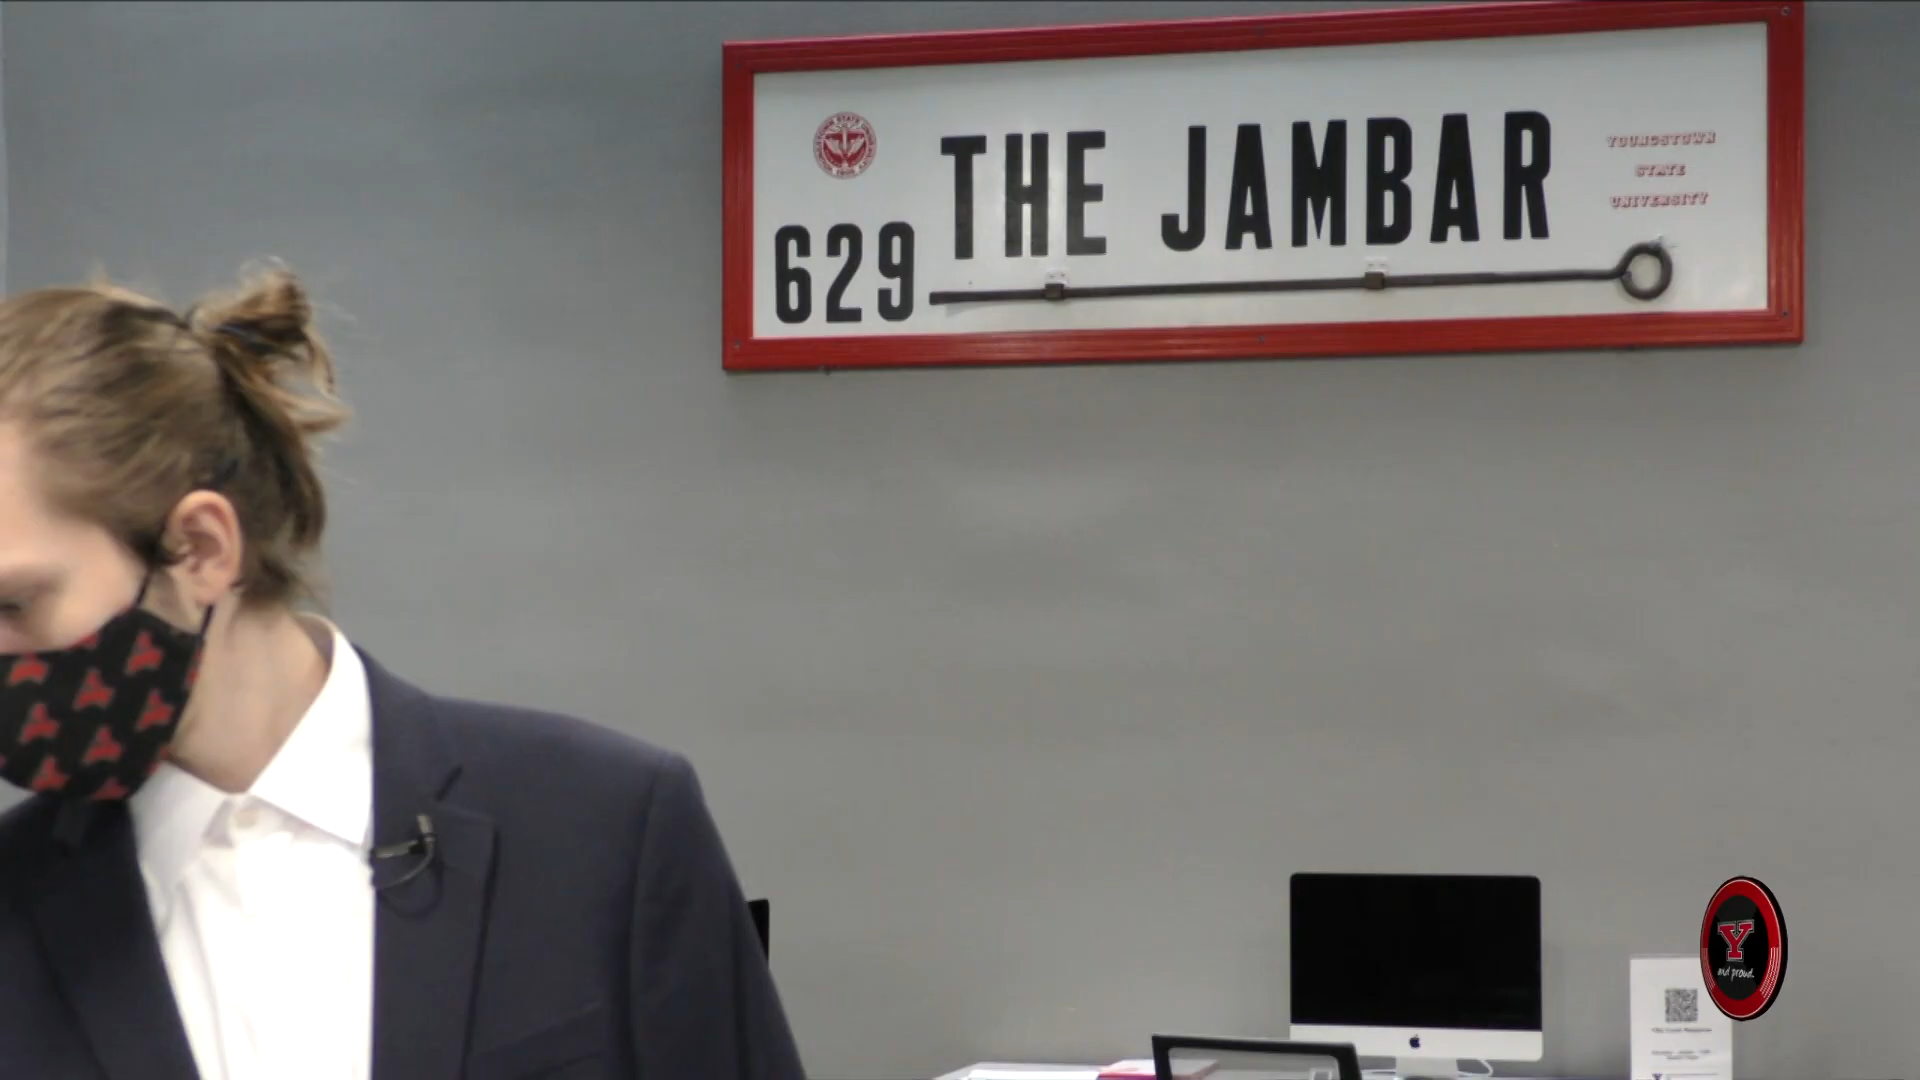 THE JAMBAR
629
YOUNGSTOWN
STATE
UNIVERSITY
Y
and proud.